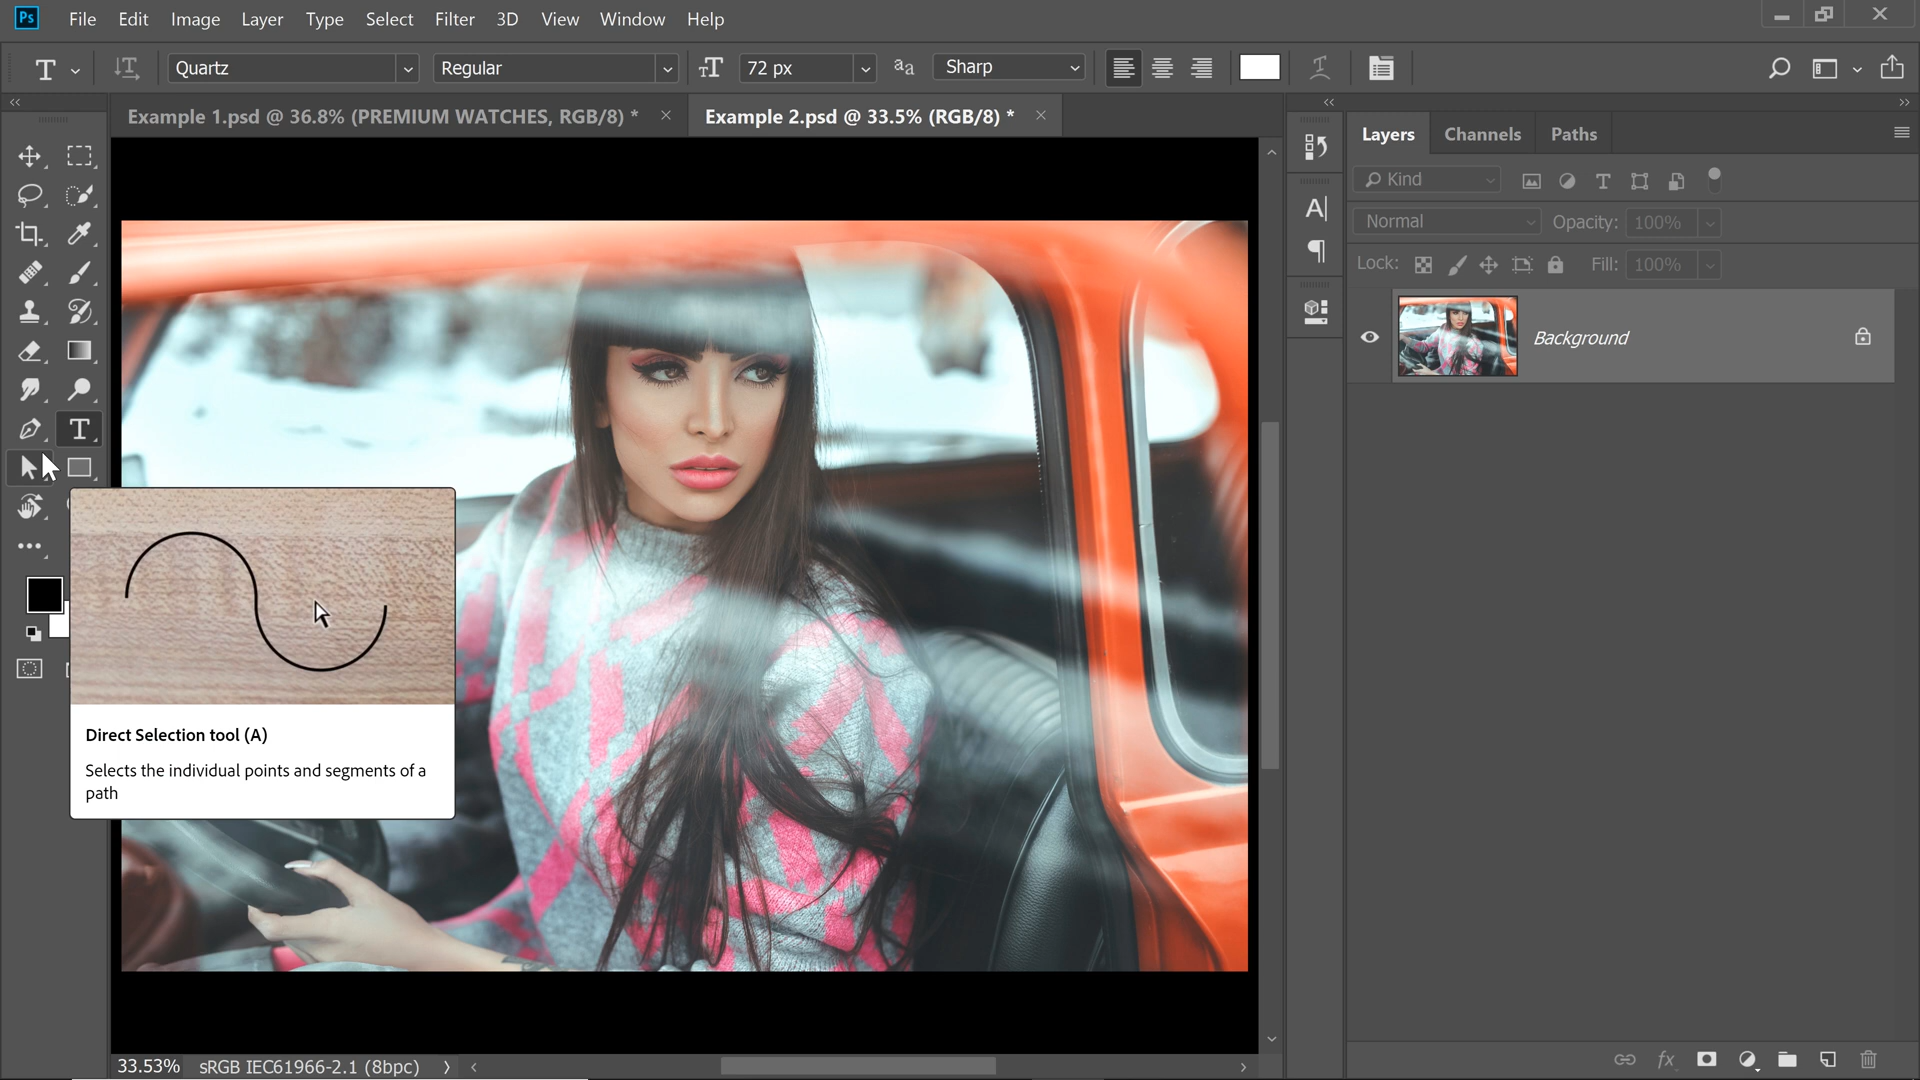 Ps File Edit Image Layer Type Select Filter 3D View Window Help
T Quartz Regular 72 px Sharp
Example 1.psd @ 36.8% (PREMIUM WATCHES, RGB/8) * Example 2.psd @ 33.5% (RGB/8) *
Layers Channels Paths
Kind
Normal Opacity: 100%
Lock: Fill: 100%
Background
Direct Selection tool (A)
Selects the individual points and segments of a
path
33.53% sRGB IEC61966-2.1 (8bpc)
fx